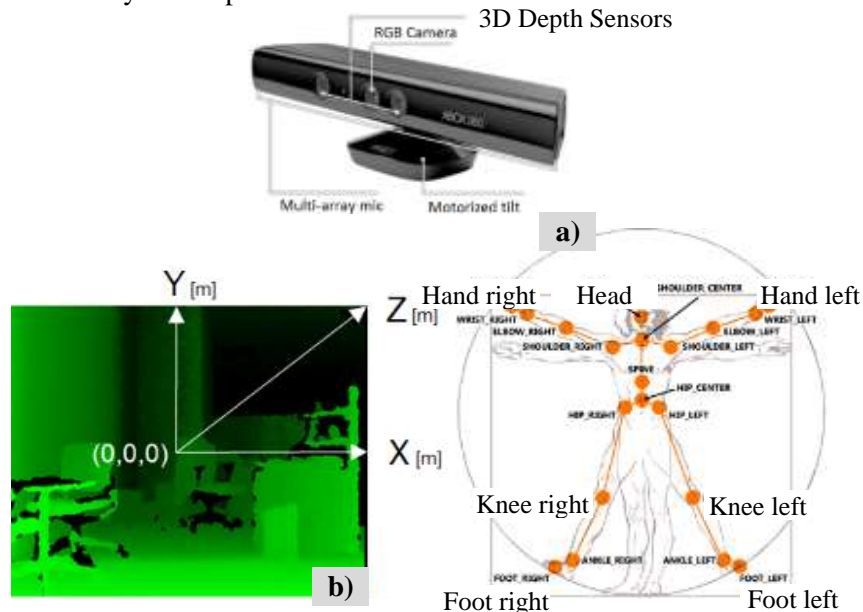 3D Depth Sensors
RGB Camera
XBOX 360
Multi-array mic
Motorized tilt
a)
Y [m]
Z [m]
(0,0,0)
X [m]
b)
Hand right
Head
SHOULDER_CENTER
Hand left
WRIST_RIGHT
WRIST_LEFT
ELBOW_RIGHT
ELBOW_LEFT
SHOULDER_RIGHT
SHOULDER_LEFT
SPINE
HIP_CENTER
HIP_RIGHT
HIP_LEFT
Knee right
Knee left
ANKLE_RIGHT
ANKLE_LEFT
FOOT_RIGHT
FOOT_LEFT
Foot right
Foot left